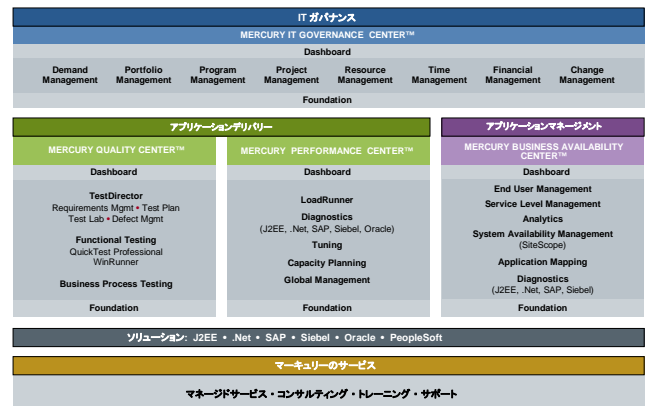 IT ガバナンス
MERCURY IT GOVERNANCE CENTER™
Dashboard
Demand Management
Portfolio Management
Program Management
Project Management
Resource Management
Time Management
Financial Management
Change Management
Foundation
アプリケーションデリバリー
MERCURY QUALITY CENTER™
Dashboard
TestDirector
Requirements Mgmt • Test Plan
Test Lab • Defect Mgmt
Functional Testing
QuickTest Professional
WinRunner
Business Process Testing
Foundation
MERCURY PERFORMANCE CENTER™
Dashboard
LoadRunner
Diagnostics
(J2EE, .Net, SAP, Siebel, Oracle)
Tuning
Capacity Planning
Global Management
Foundation
アプリケーションマネージメント
MERCURY BUSINESS AVAILABILITY
CENTER™
Dashboard
End User Management
Service Level Management
Analytics
System Availability Management
(SiteScope)
Application Mapping
Diagnostics
(J2EE, .Net, SAP, Siebel)
Foundation
ソリューション: J2EE • .Net • SAP • Siebel • Oracle • PeopleSoft
マーキュリーのサービス
マネージドサービス・コンサルティング・トレーニング・サポート